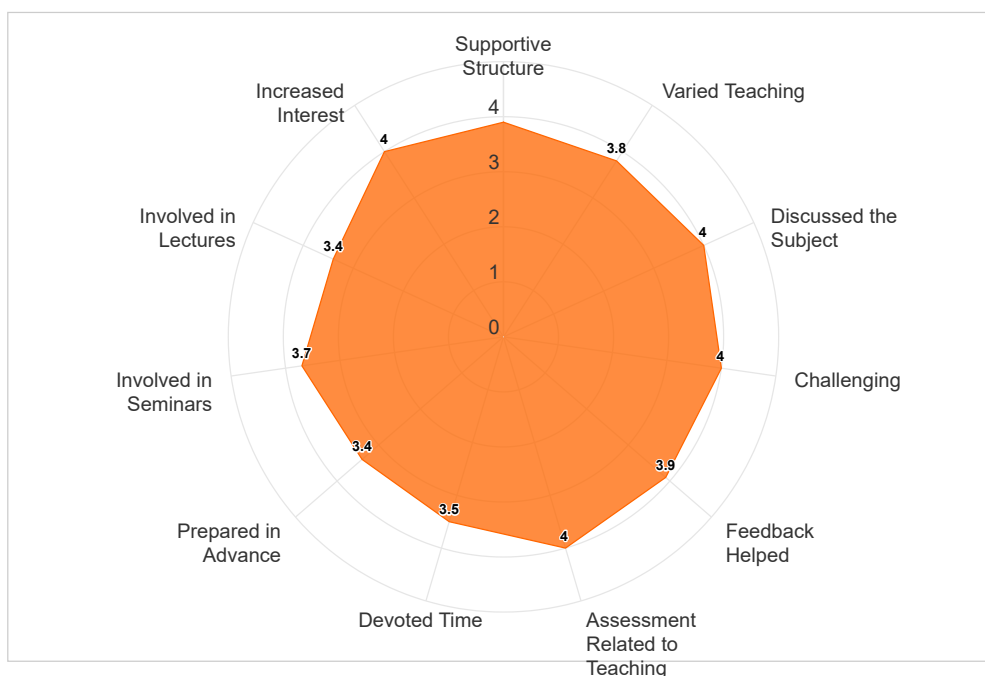 Supportive
Structure
Increased
Interest
Varied Teaching
4
4
3.8
3
Involved in
Lectures
Discussed the
Subject
2
3.4
4
1
0
3.7
4
Involved in
Seminars
Challenging
3.4
3.9
3.5
4
Prepared in
Advance
Feedback
Helped
Devoted Time
Assessment
Related to
Teaching